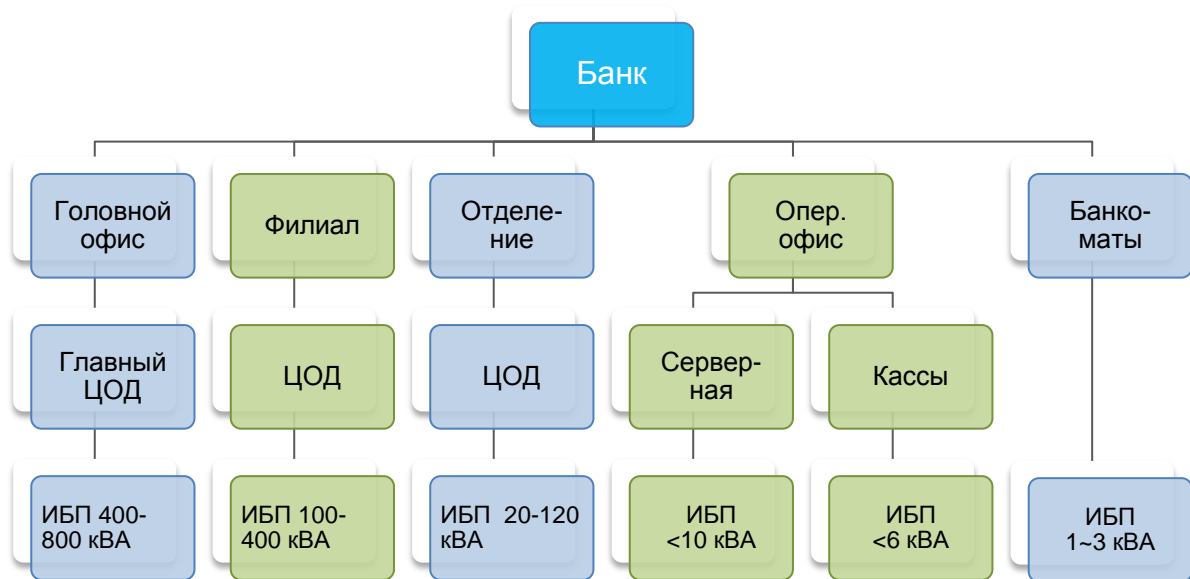 Банк
Головной
офис
Филиал
Отделе-
ние
Опер.
офис
Банко-
маты
Главный
ЦОД
ЦОД
ЦОД
Сервер-
ная
Кассы
ИБП 400-
800 кВА
ИБП 100-
400 кВА
ИБП 20-120
кВА
ИБП
<10 кВА
ИБП
<6 кВА
ИБП
1~3 кВА